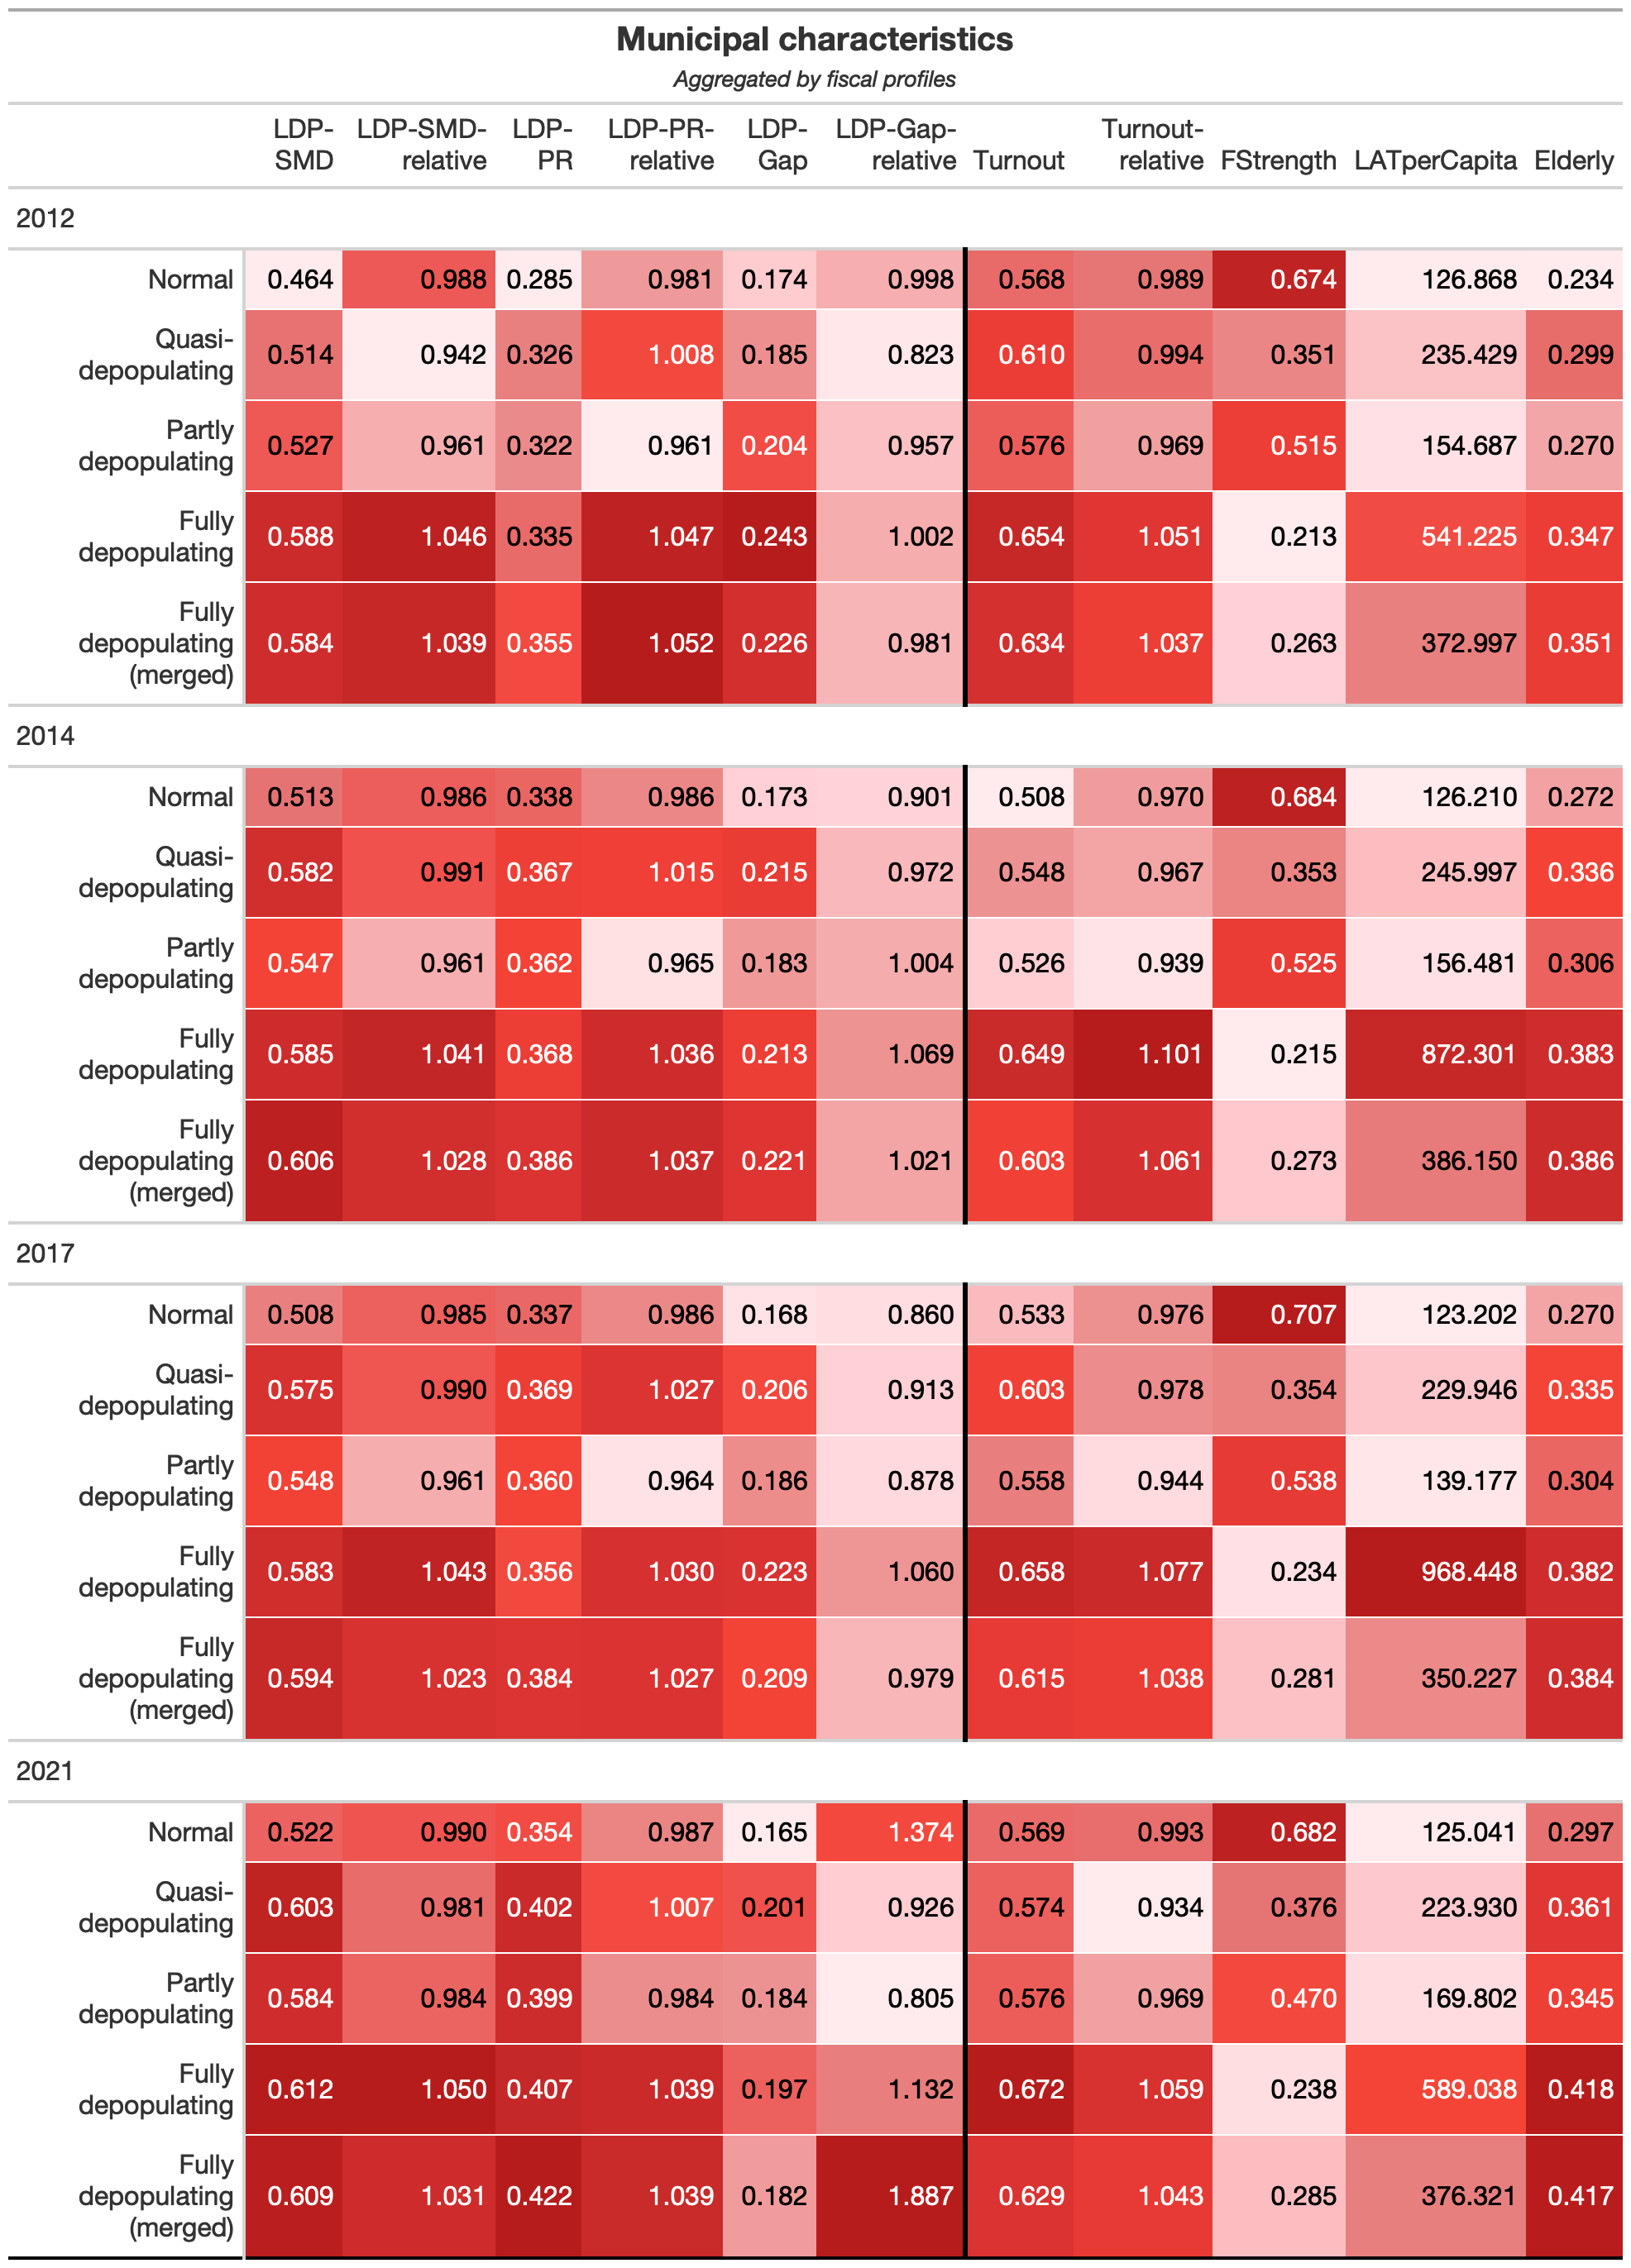 Municipal characteristics
Aggregated by fiscal profiles
LDP-SMD LDP-SMD-relative LDP-PR LDP-PR-relative LDP-Gap LDP-Gap-relative Turnout Turnout-relative FStrength LATperCapita Elderly
2012
Normal 0.464 0.988 0.285 0.981 0.174 0.998 0.568 0.989 0.674 126.868 0.234
Quasi-depopulating 0.514 0.942 0.326 1.008 0.185 0.823 0.610 0.994 0.351 235.429 0.299
Partly depopulating 0.527 0.961 0.322 0.961 0.204 0.957 0.576 0.969 0.515 154.687 0.270
Fully depopulating 0.588 1.046 0.335 1.047 0.243 1.002 0.654 1.051 0.213 541.225 0.347
Fully depopulating (merged) 0.584 1.039 0.355 1.052 0.226 0.981 0.634 1.037 0.263 372.997 0.351
2014
Normal 0.513 0.986 0.338 0.986 0.173 0.901 0.508 0.970 0.684 126.210 0.272
Quasi-depopulating 0.582 0.991 0.367 1.015 0.215 0.972 0.548 0.967 0.353 245.997 0.336
Partly depopulating 0.547 0.961 0.362 0.965 0.183 1.004 0.526 0.939 0.525 156.481 0.306
Fully depopulating 0.585 1.041 0.368 1.036 0.213 1.069 0.649 1.101 0.215 872.301 0.383
Fully depopulating (merged) 0.606 1.028 0.386 1.037 0.221 1.021 0.603 1.061 0.273 386.150 0.386
2017
Normal 0.508 0.985 0.337 0.986 0.168 0.860 0.533 0.976 0.707 123.202 0.270
Quasi-depopulating 0.575 0.990 0.369 1.027 0.206 0.913 0.603 0.978 0.354 229.946 0.335
Partly depopulating 0.548 0.961 0.360 0.964 0.186 0.878 0.558 0.944 0.538 139.177 0.304
Fully depopulating 0.583 1.043 0.356 1.030 0.223 1.060 0.658 1.077 0.234 968.448 0.382
Fully depopulating (merged) 0.594 1.023 0.384 1.027 0.209 0.979 0.615 1.038 0.281 350.227 0.384
2021
Normal 0.522 0.990 0.354 0.987 0.165 1.374 0.569 0.993 0.682 125.041 0.297
Quasi-depopulating 0.603 0.981 0.402 1.007 0.201 0.926 0.574 0.934 0.376 223.930 0.361
Partly depopulating 0.584 0.984 0.399 0.984 0.184 0.805 0.576 0.969 0.470 169.802 0.345
Fully depopulating 0.612 1.050 0.407 1.039 0.197 1.132 0.672 1.059 0.238 589.038 0.418
Fully depopulating (merged) 0.609 1.031 0.422 1.039 0.182 1.887 0.629 1.043 0.285 376.321 0.417